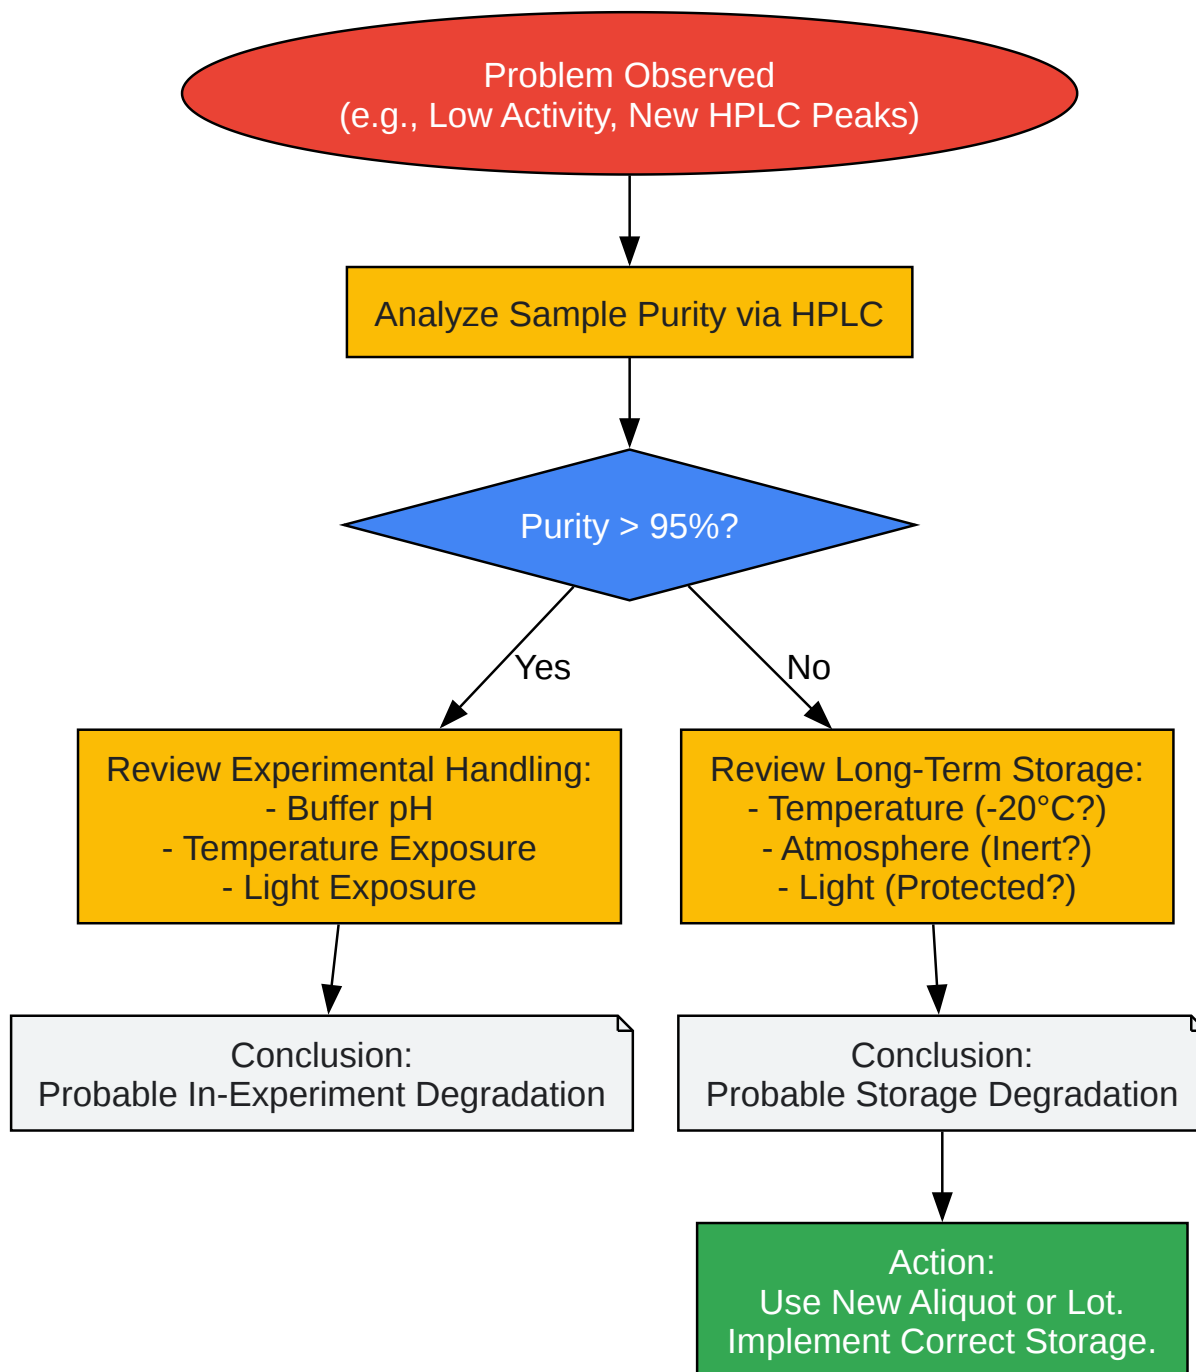 Problem Observed
(e.g., Low Activity, New HPLC Peaks)
Analyze Sample Purity via HPLC
Purity > 95%?
Yes
No
Review Experimental Handling:
- Buffer pH
- Temperature Exposure
- Light Exposure
Review Long-Term Storage:
- Temperature (-20°C?)
- Atmosphere (Inert?)
- Light (Protected?)
Conclusion:
Probable In-Experiment Degradation
Conclusion:
Probable Storage Degradation
Action:
Use New Aliquot or Lot.
Implement Correct Storage.